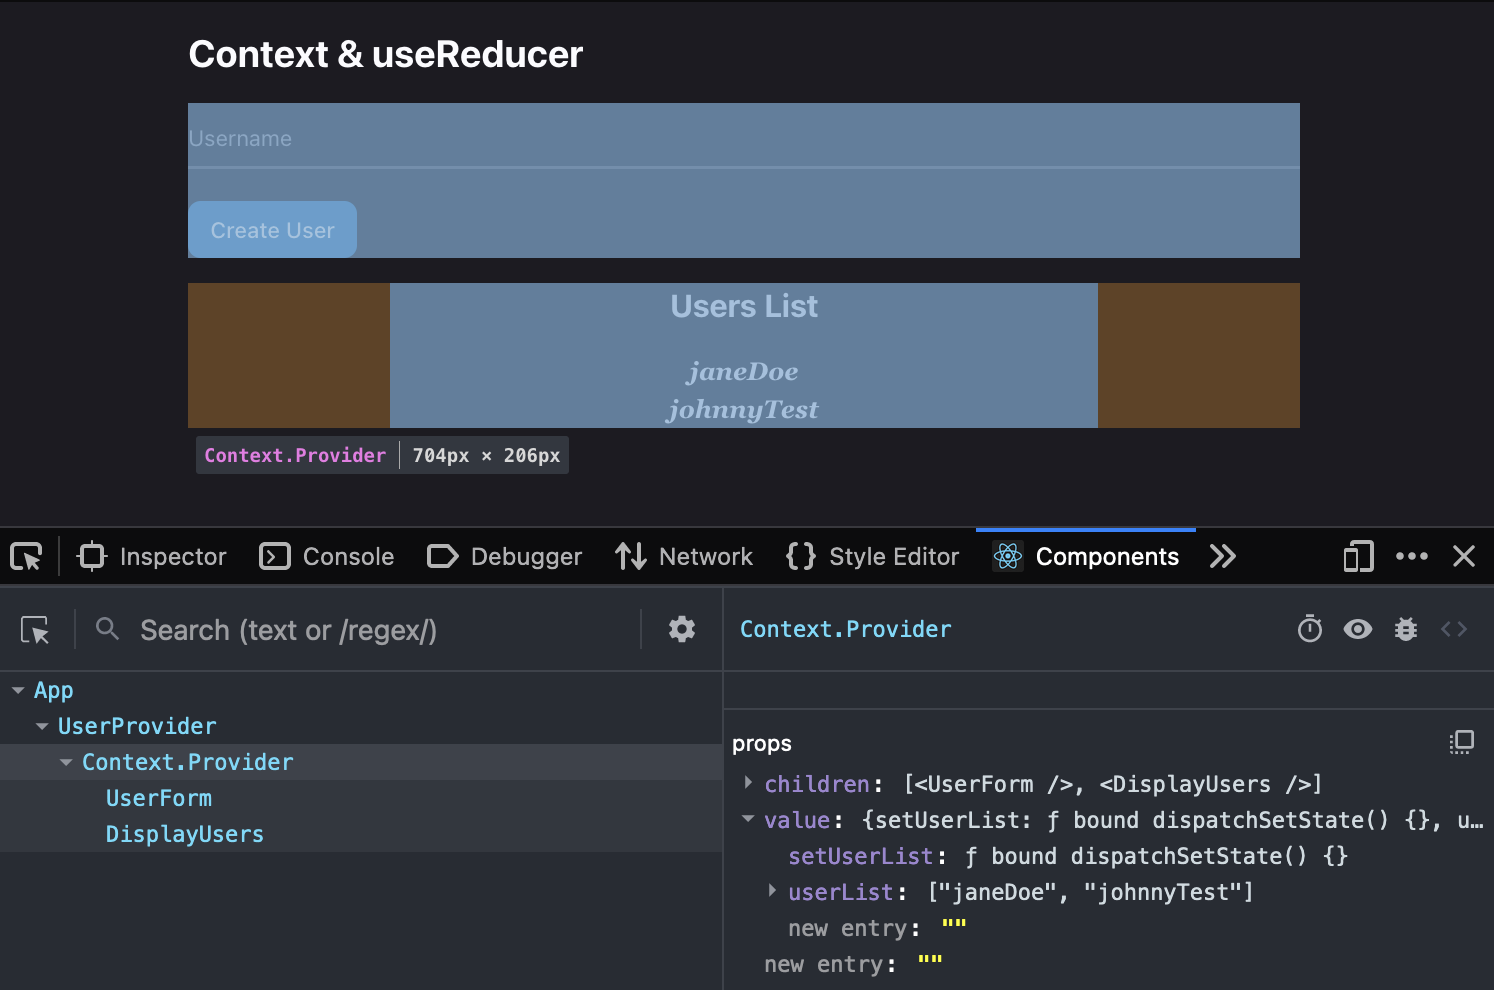 Context & useReducer
Username
Create User
Users List
janeDoe
johnnyTest
Context.Provider 704px × 206px
Inspector Console Debugger Network Style Editor Components
Search (text or /regex/) Context.Provider
App
UserProvider
Context.Provider
UserForm
DisplayUsers
props
children: [<UserForm />, <DisplayUsers />]
value: {setUserList: ƒ bound dispatchSetState() {}, u…
setUserList: ƒ bound dispatchSetState() {}
userList: ["janeDoe", "johnnyTest"]
new entry: ""
new entry: ""